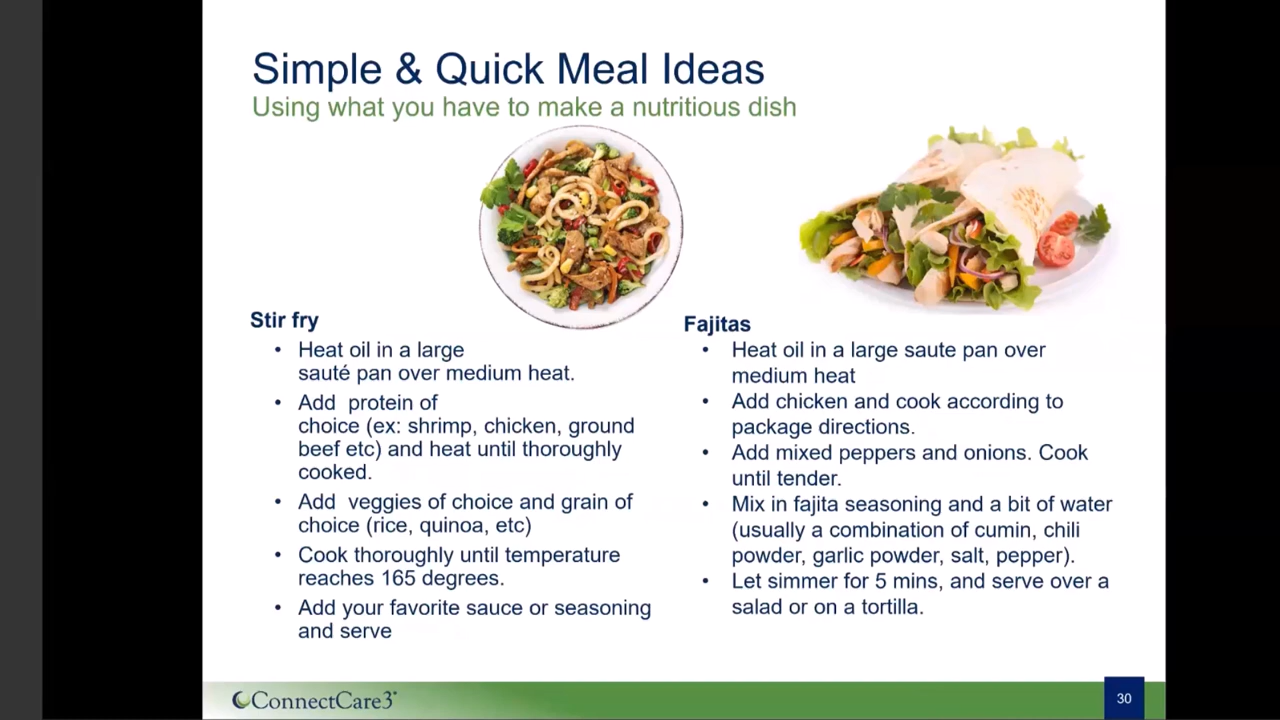 Simple & Quick Meal Ideas
Using what you have to make a nutritious dish
Stir fry
• Heat oil in a large
sauté pan over medium heat.
• Add  protein of
choice (ex: shrimp, chicken, ground
beef etc) and heat until thoroughly
cooked.
• Add  veggies of choice and grain of
choice (rice, quinoa, etc)
• Cook thoroughly until temperature
reaches 165 degrees.
• Add your favorite sauce or seasoning
and serve
Fajitas
• Heat oil in a large saute pan over
medium heat
• Add chicken and cook according to
package directions.
• Add mixed peppers and onions. Cook
until tender.
• Mix in fajita seasoning and a bit of water
(usually a combination of cumin, chili
powder, garlic powder, salt, pepper).
• Let simmer for 5 mins, and serve over a
salad or on a tortilla.
ConnectCare3
30